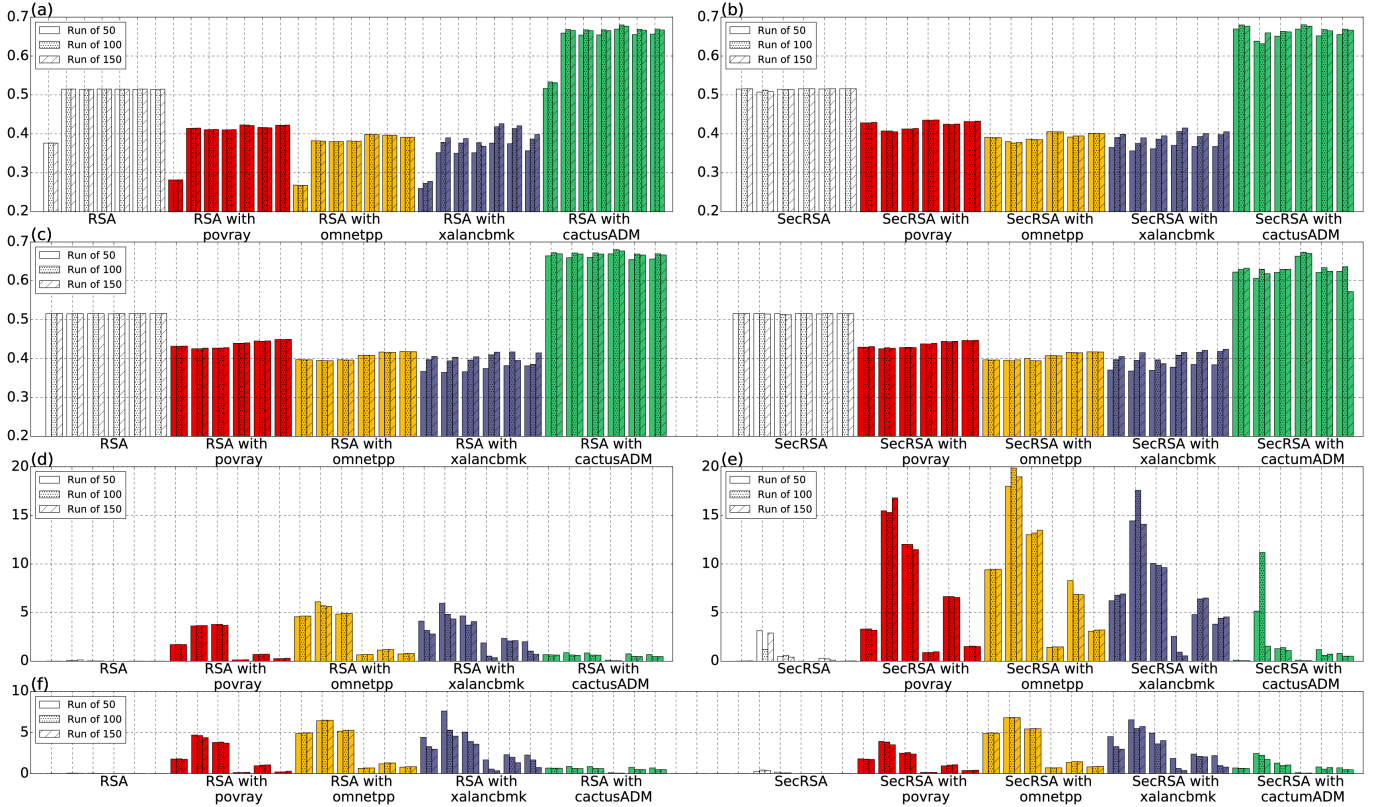 (a)
0.7
0.6
0.5
0.4
0.3
0.2
Run of 50
Run of 100
Run of 150
RSA
RSA with
povray
RSA with
omnetpp
RSA with
xalancbmk
RSA with
cactusADM
(b)
0.7
0.6
0.5
0.4
0.3
0.2
Run of 50
Run of 100
Run of 150
SecRSA
SecRSA with
povray
SecRSA with
omnetpp
SecRSA with
xalancbmk
SecRSA with
cactusADM
(c)
0.7
0.6
0.5
0.4
0.3
0.2
Run of 50
Run of 100
Run of 150
RSA
RSA with
povray
RSA with
omnetpp
RSA with
xalancbmk
RSA with
cactusADM
SecRSA
SecRSA with
povray
SecRSA with
omnetpp
SecRSA with
xalancbmk
SecRSA with
cactumADM
(d)
20
15
10
5
0
Run of 50
Run of 100
Run of 150
RSA
RSA with
povray
RSA with
omnetpp
RSA with
xalancbmk
RSA with
cactusADM
(e)
20
15
10
5
0
Run of 50
Run of 100
Run of 150
SecRSA
SecRSA with
povray
SecRSA with
omnetpp
SecRSA with
xalancbmk
SecRSA with
cactusADM
(f)
10
5
0
Run of 50
Run of 100
Run of 150
RSA
RSA with
povray
RSA with
omnetpp
RSA with
xalancbmk
RSA with
cactusADM
SecRSA
SecRSA with
povray
SecRSA with
omnetpp
SecRSA with
xalancbmk
SecRSA with
cactusADM